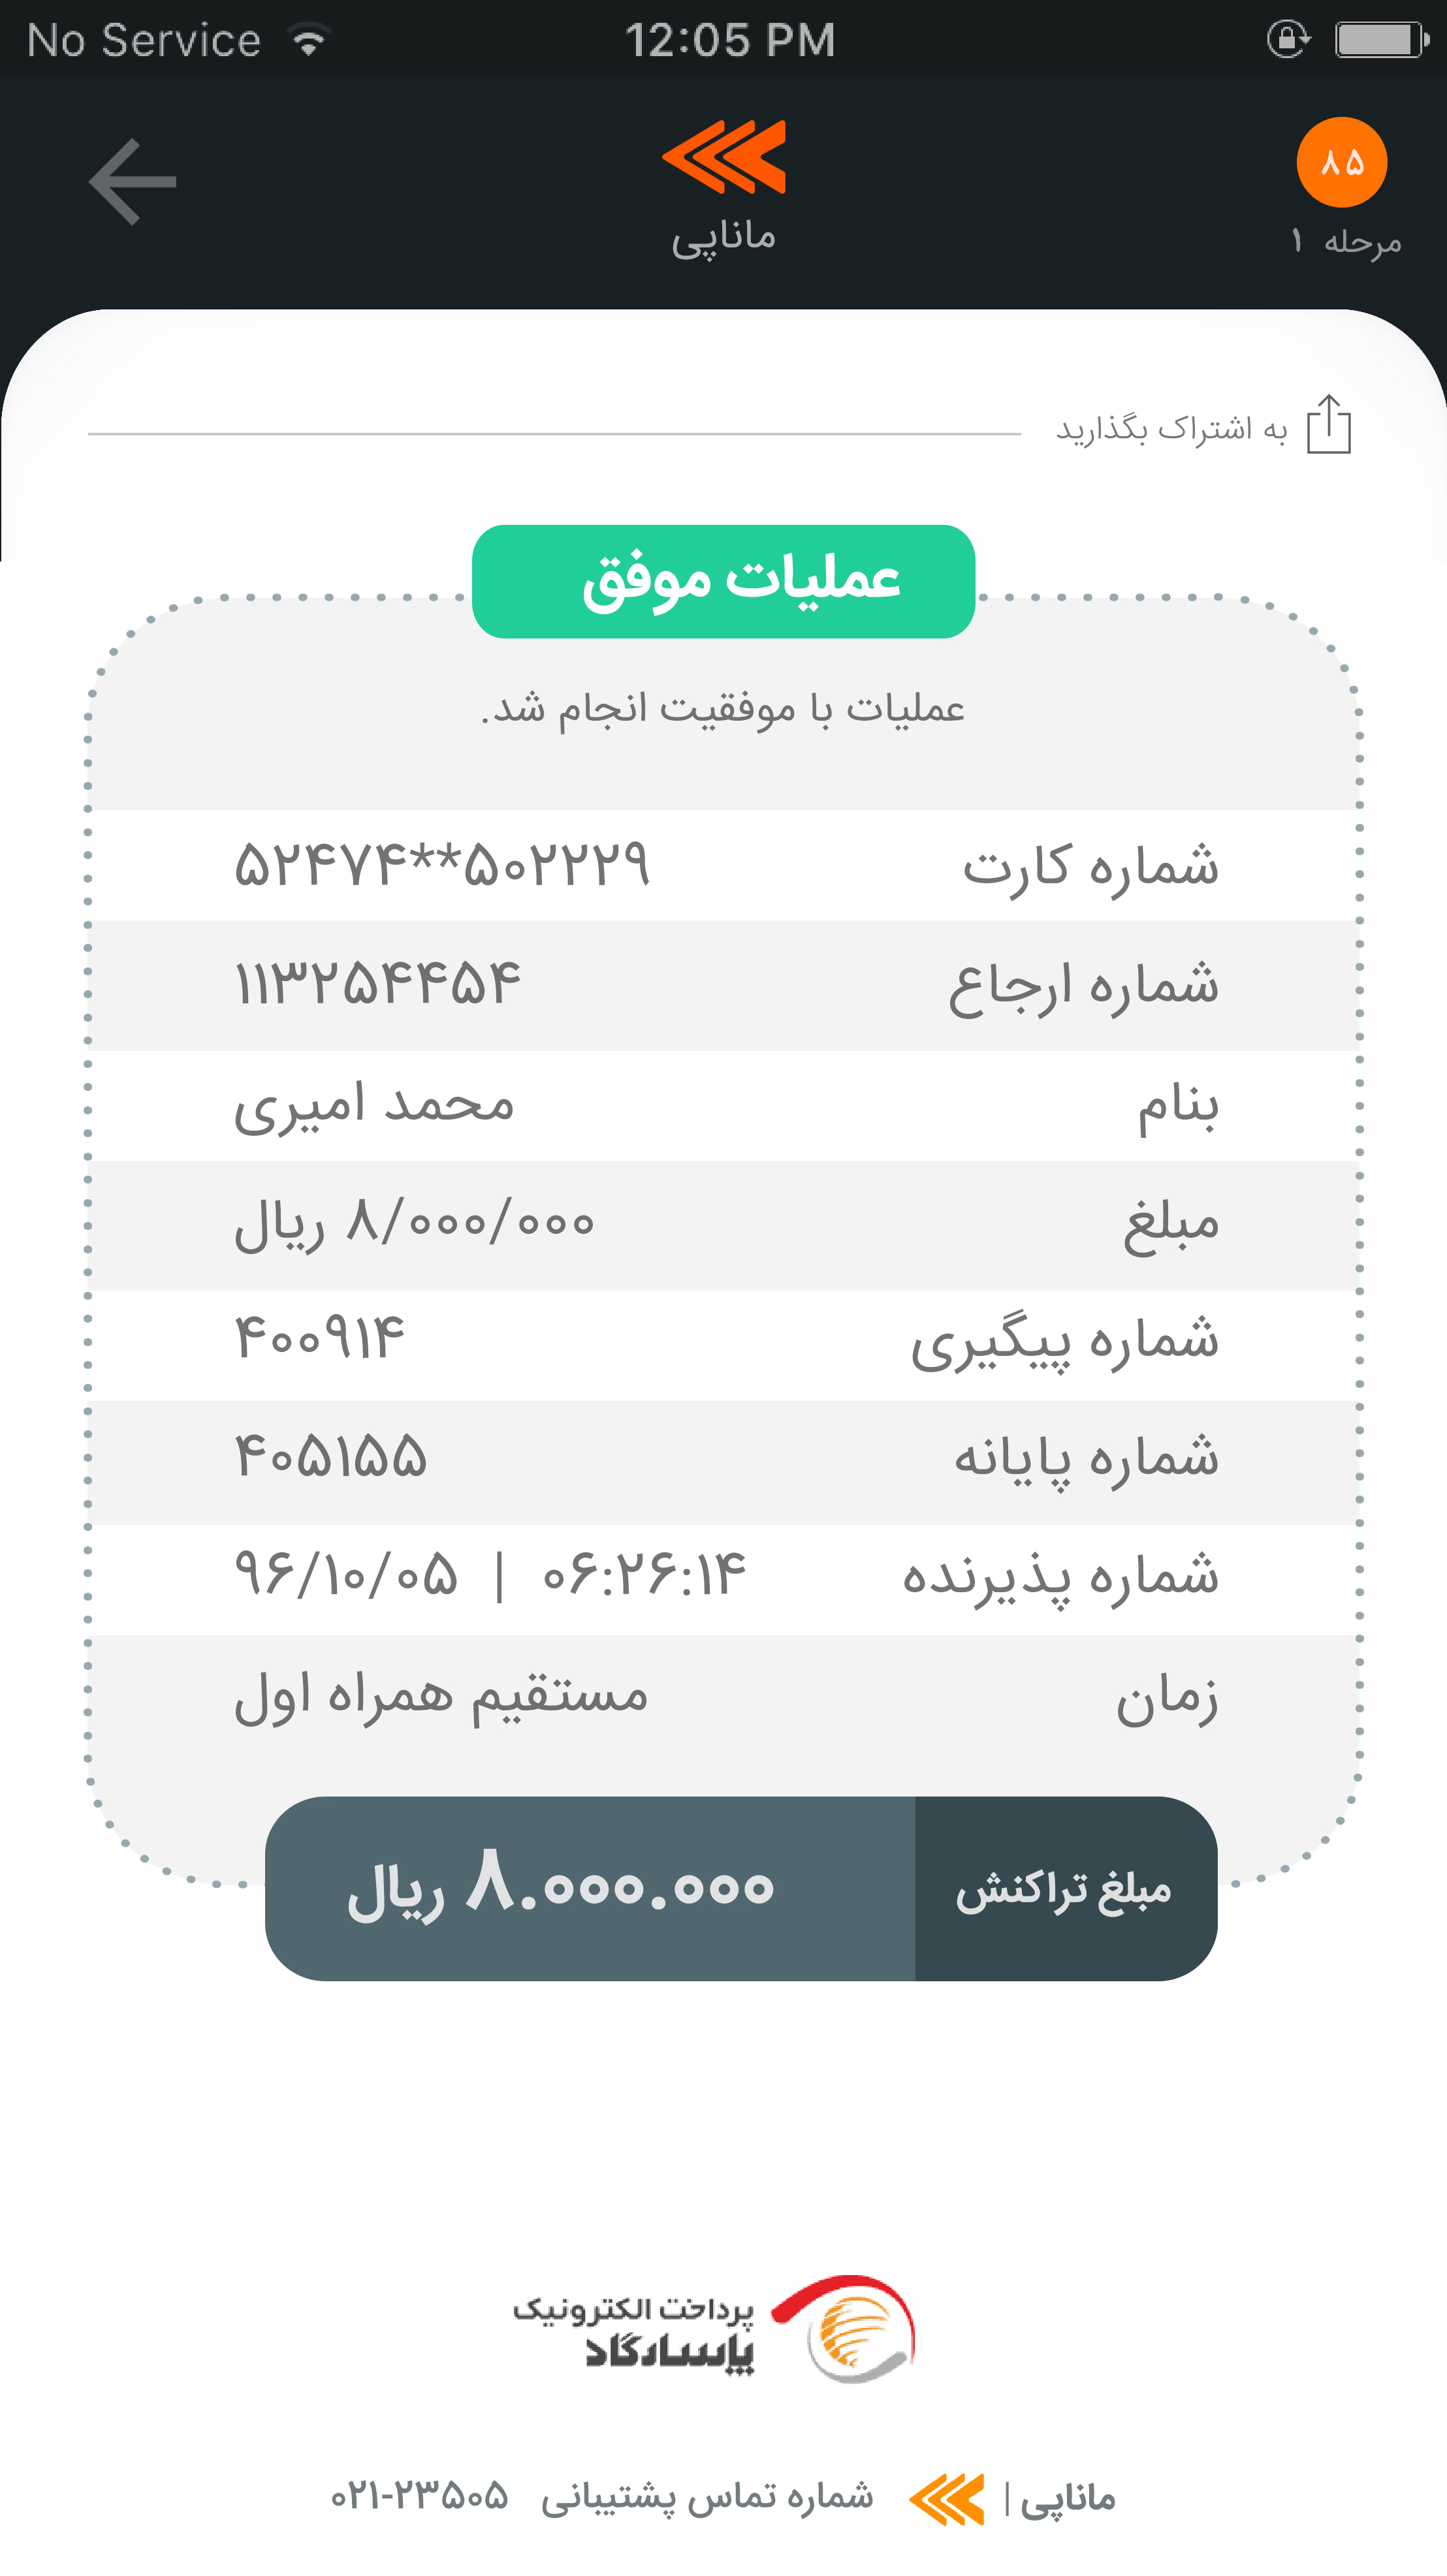 No Service 12:05 PM
۸۵
مرحله ۱
ماناپی
به اشتراک بگذارید
عملیات موفق
عملیات با موفقیت انجام شد.
شماره کارت ۵۲۴۷۴**۵۰۲۲۲۹
شماره ارجاع ۱۱۳۲۵۴۴۵۴
بنام محمد امیری
مبلغ ۸/۰۰۰/۰۰۰ ریال
شماره پیگیری ۴۰۰۹۱۴
شماره پایانه ۴۰۵۱۵۵
شماره پذیرنده ۹۶/۱۰/۰۵ | ۰۶:۲۶:۱۴
زمان مستقیم همراه اول
مبلغ تراکنش ۸.۰۰۰.۰۰۰ ریال
پرداخت الکترونیک
پاسارگاد
ماناپی | شماره تماس پشتیبانی ۰۲۱-۲۳۵۰۵